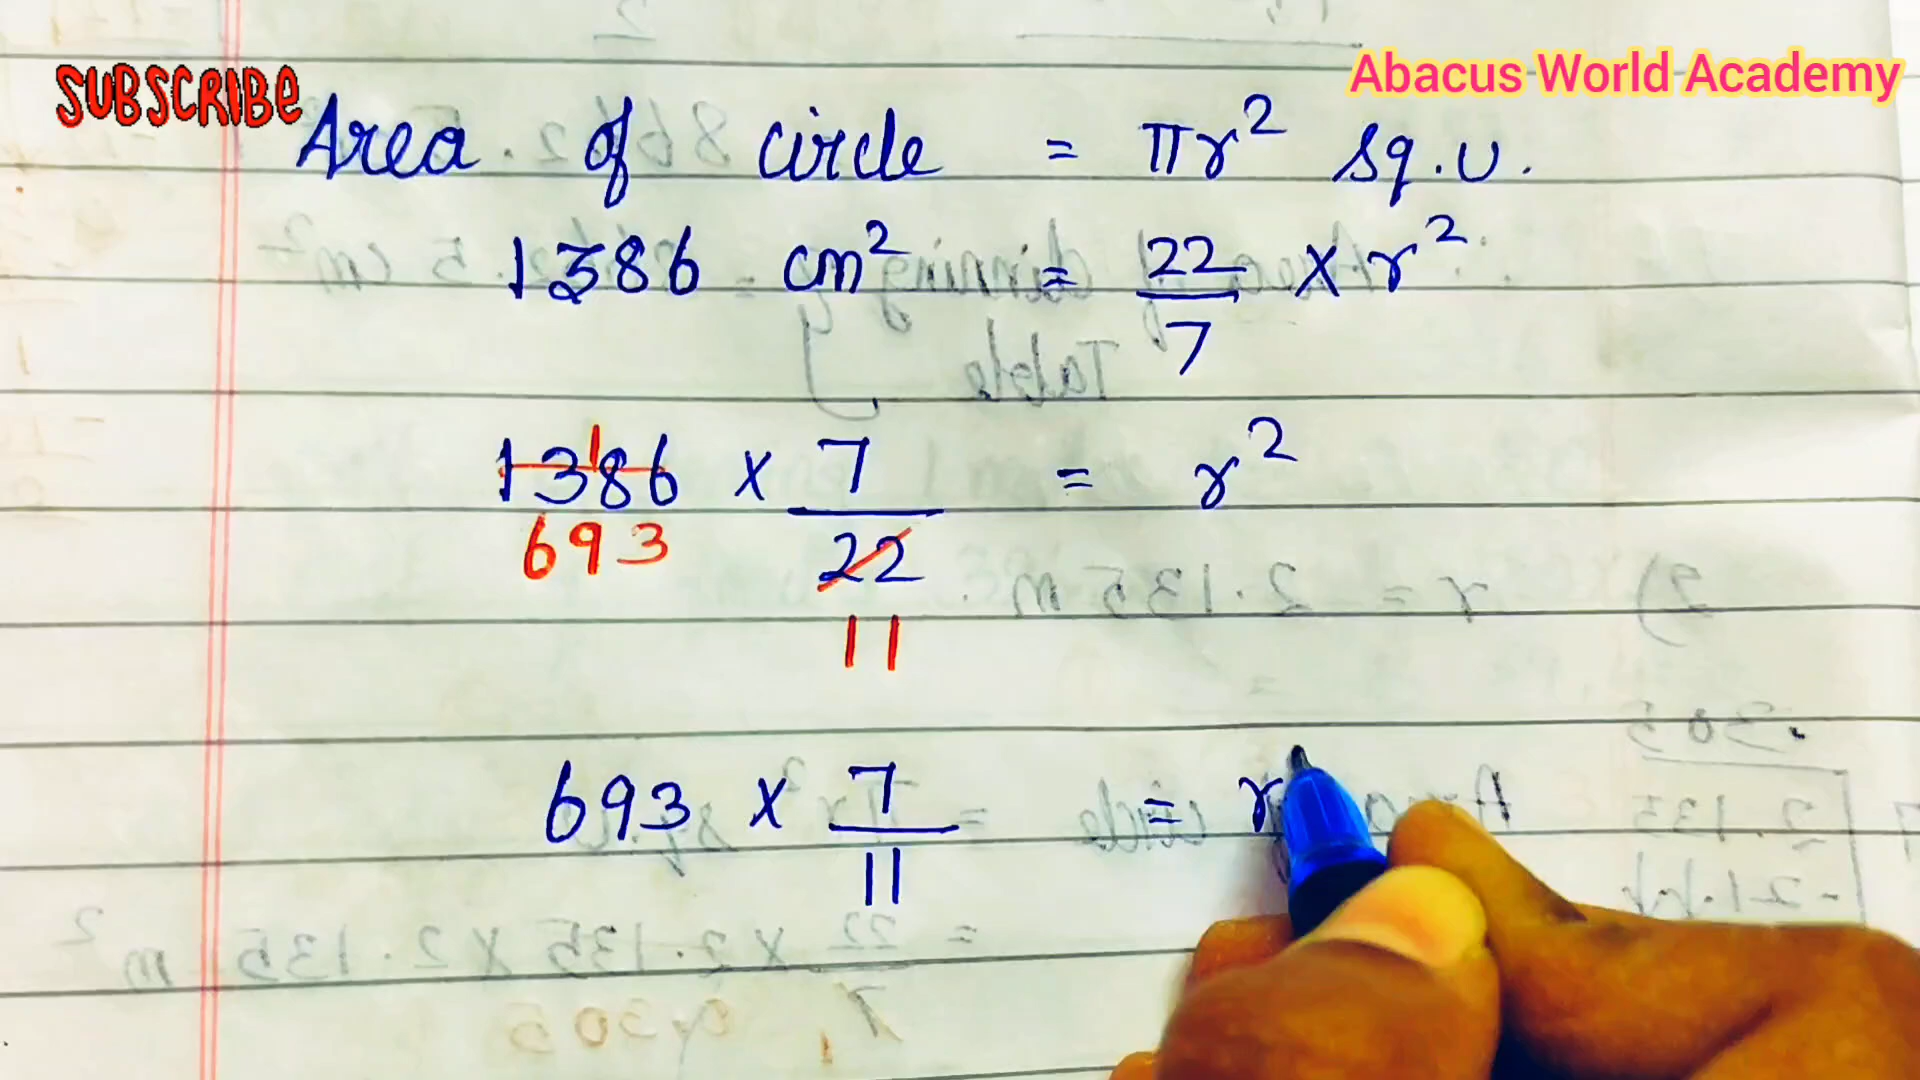 SUBSCRIBE
Abacus World Academy
Area of circle = πr² sq.u.
1386 cm² = 22/7 × r²
1386 × 7/22 = r²
1
693
11
693 × 7/11 = r